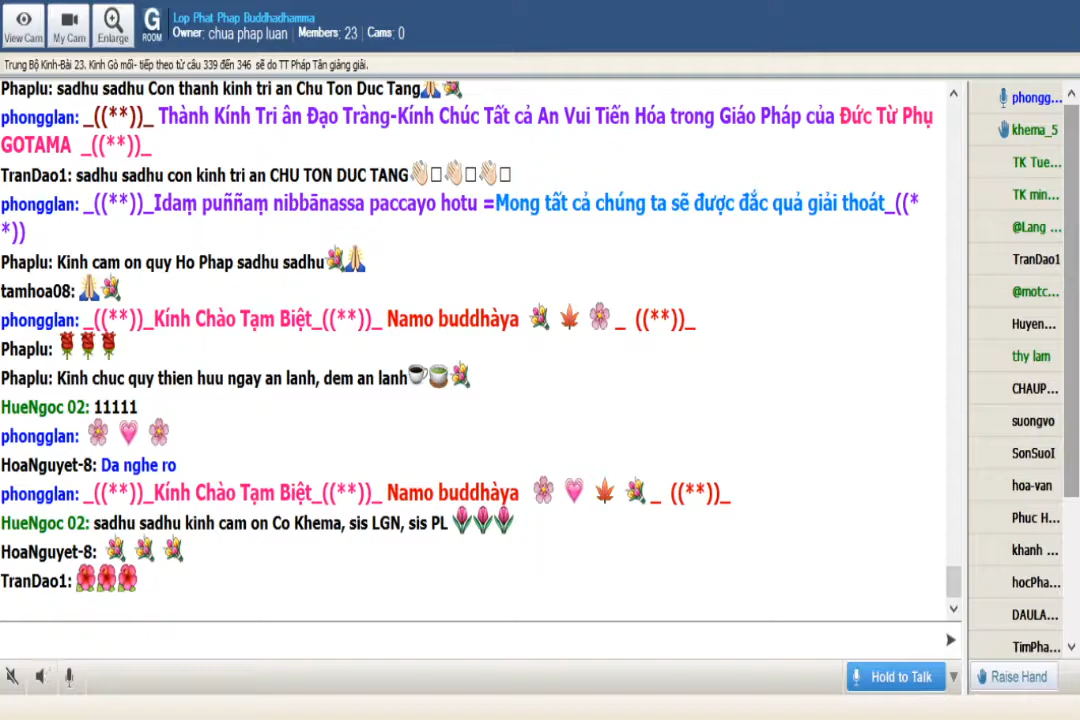 View Cam
My Cam
Enlarge
G
ROOM
Lop Phat Phap Buddhadhamma
Owner: chua phap luan | Members: 23 | Cams: 0
Trung Bộ Kinh-Bài 23. Kinh Gò mối- tiếp theo từ câu 339 đến 346 sẽ do TT Pháp Tân giảng giải.
Phaplu: sadhu sadhu Con thanh kinh tri an Chu Ton Duc Tang🙏💐
phongglan: _((**))_ Thành Kính Tri ân Đạo Tràng-Kính Chúc Tất cả An Vui Tiến Hóa trong Giáo Pháp của Đức Từ Phụ
GOTAMA _((**))_
TranDao1: sadhu sadhu con kinh tri an CHU TON DUC TANG👏🏻👏🏻👏🏻
phongglan: _((**))_Idaṃ puññaṃ nibbānassa paccayo hotu =Mong tất cả chúng ta sẽ được đắc quả giải thoát_((*
*))
Phaplu: Kinh cam on quy Ho Phap sadhu sadhu💐🙏
tamhoa08: 🙏💐
phongglan: _((**))_Kính Chào Tạm Biệt_((**))_ Namo buddhàya 💐 🍁 🌸 _ ((**))_
Phaplu: 🌹🌹🌹
Phaplu: Kinh chuc quy thien huu ngay an lanh, dem an lanh☕🍵💐
HueNgoc 02: 11111
phongglan: 🌸 💗 🌸
HoaNguyet-8: Da nghe ro
phongglan: _((**))_Kính Chào Tạm Biệt_((**))_ Namo buddhàya 🌸 💗 🍁 💐 _ ((**))_
HueNgoc 02: sadhu sadhu kinh cam on Co Khema, sis LGN, sis PL 🌷🌷🌷
HoaNguyet-8: 💐 💐 💐
TranDao1: 🌺🌺🌺
phongg...
khema_5
TK Tue...
TK min...
@Lang ...
TranDao1
@motc...
Huyen...
thy lam
CHAUP...
suongvo
SonSuoI
hoa-van
Phuc H...
khanh ...
hocPha...
DAULA...
TimPha...
Hold to Talk
Raise Hand